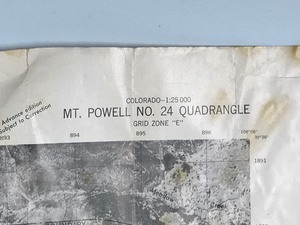 COLORADO—1:25 000
Advance edition
Subject to Correction
MT. POWELL NO. 24 QUADRANGLE
GRID ZONE "E"
893 894 895 896
1891